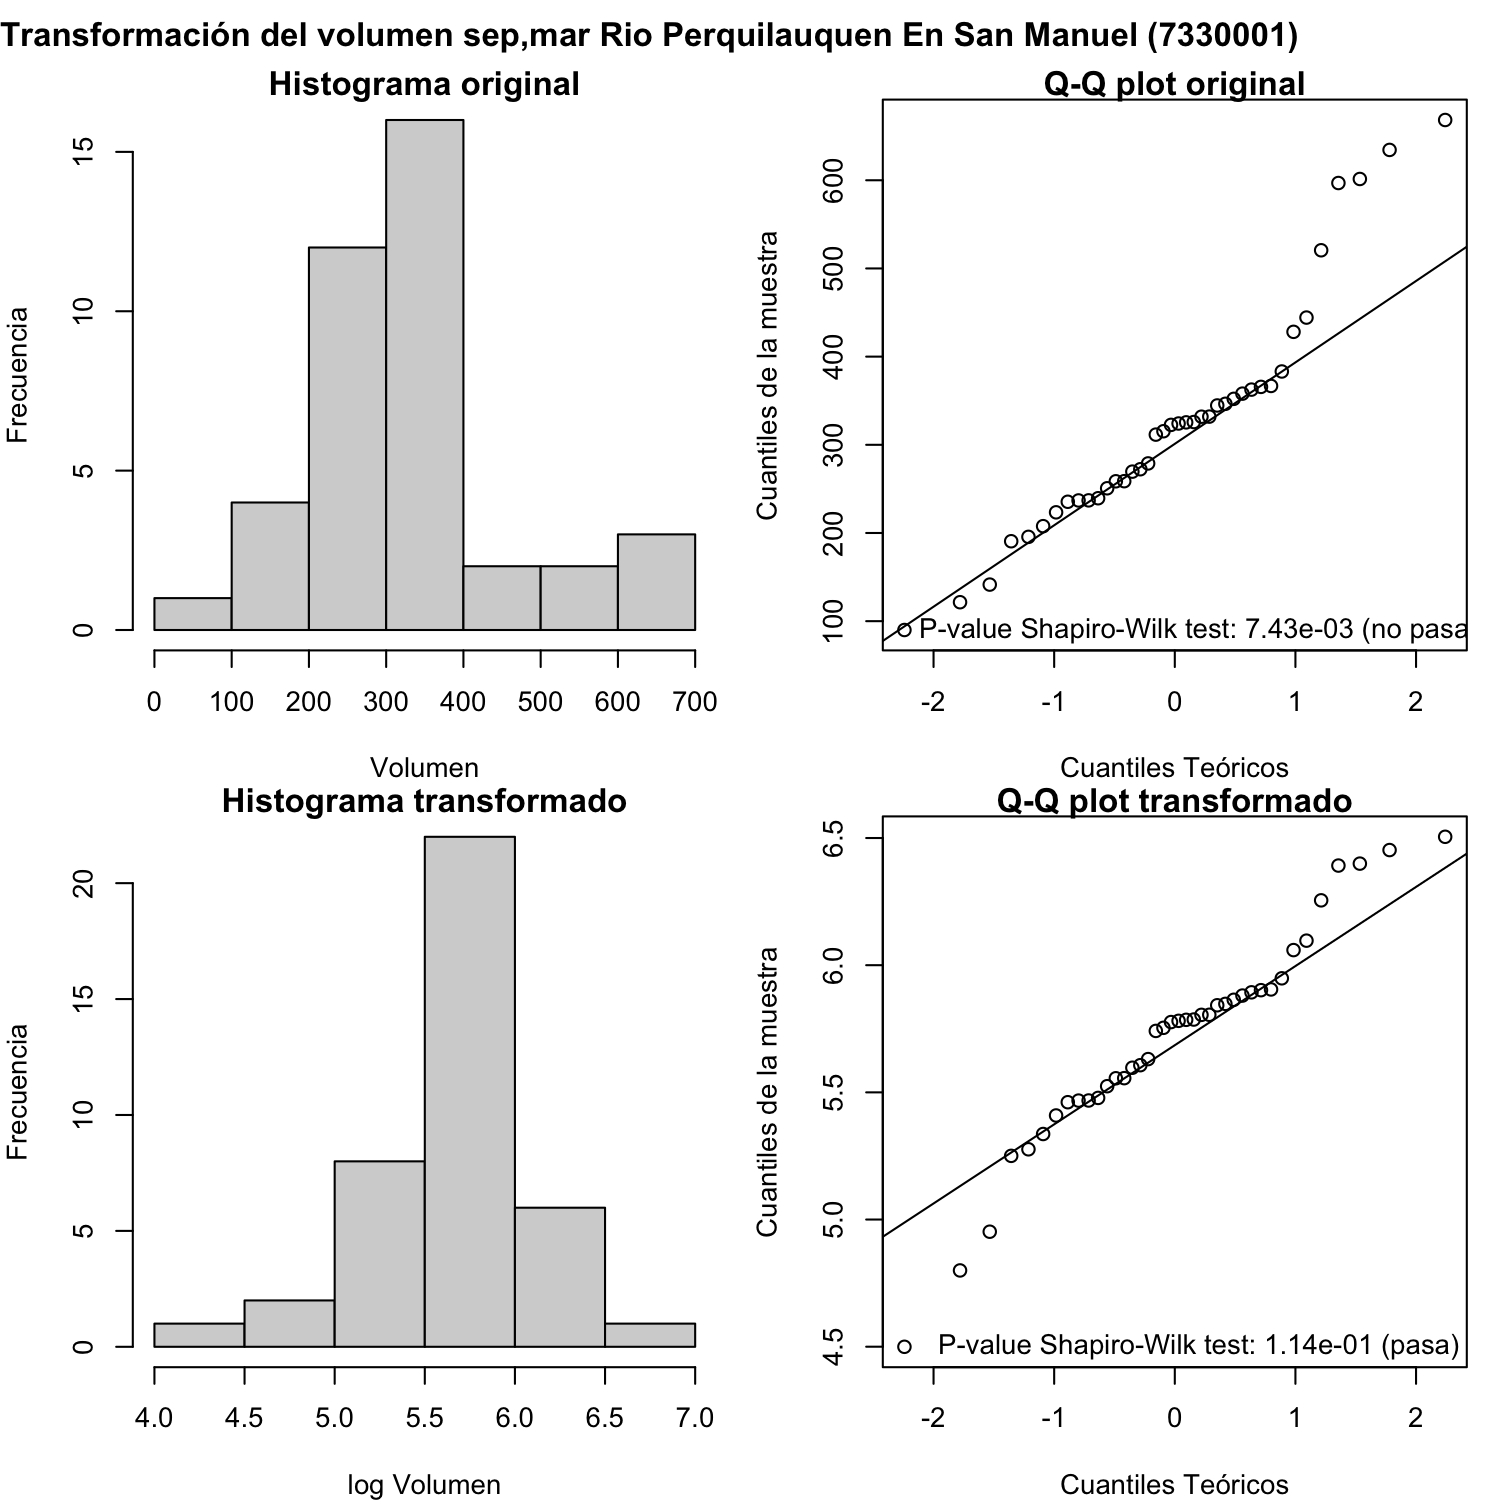 Transformación del volumen sep,mar Rio Perquilauquen En San Manuel (7330001)
Histograma original
Frecuencia
0 5 10 15
0 100 200 300 400 500 600 700
Volumen
Q-Q plot original
Cuantiles de la muestra
100 200 300 400 500 600
P-value Shapiro-Wilk test: 7.43e-03 (no pasa
-2 -1 0 1 2
Cuantiles Teóricos
Histograma transformado
Frecuencia
0 5 10 15 20
4.0 4.5 5.0 5.5 6.0 6.5 7.0
log Volumen
Q-Q plot transformado
Cuantiles de la muestra
4.5 5.0 5.5 6.0 6.5
P-value Shapiro-Wilk test: 1.14e-01 (pasa)
-2 -1 0 1 2
Cuantiles Teóricos